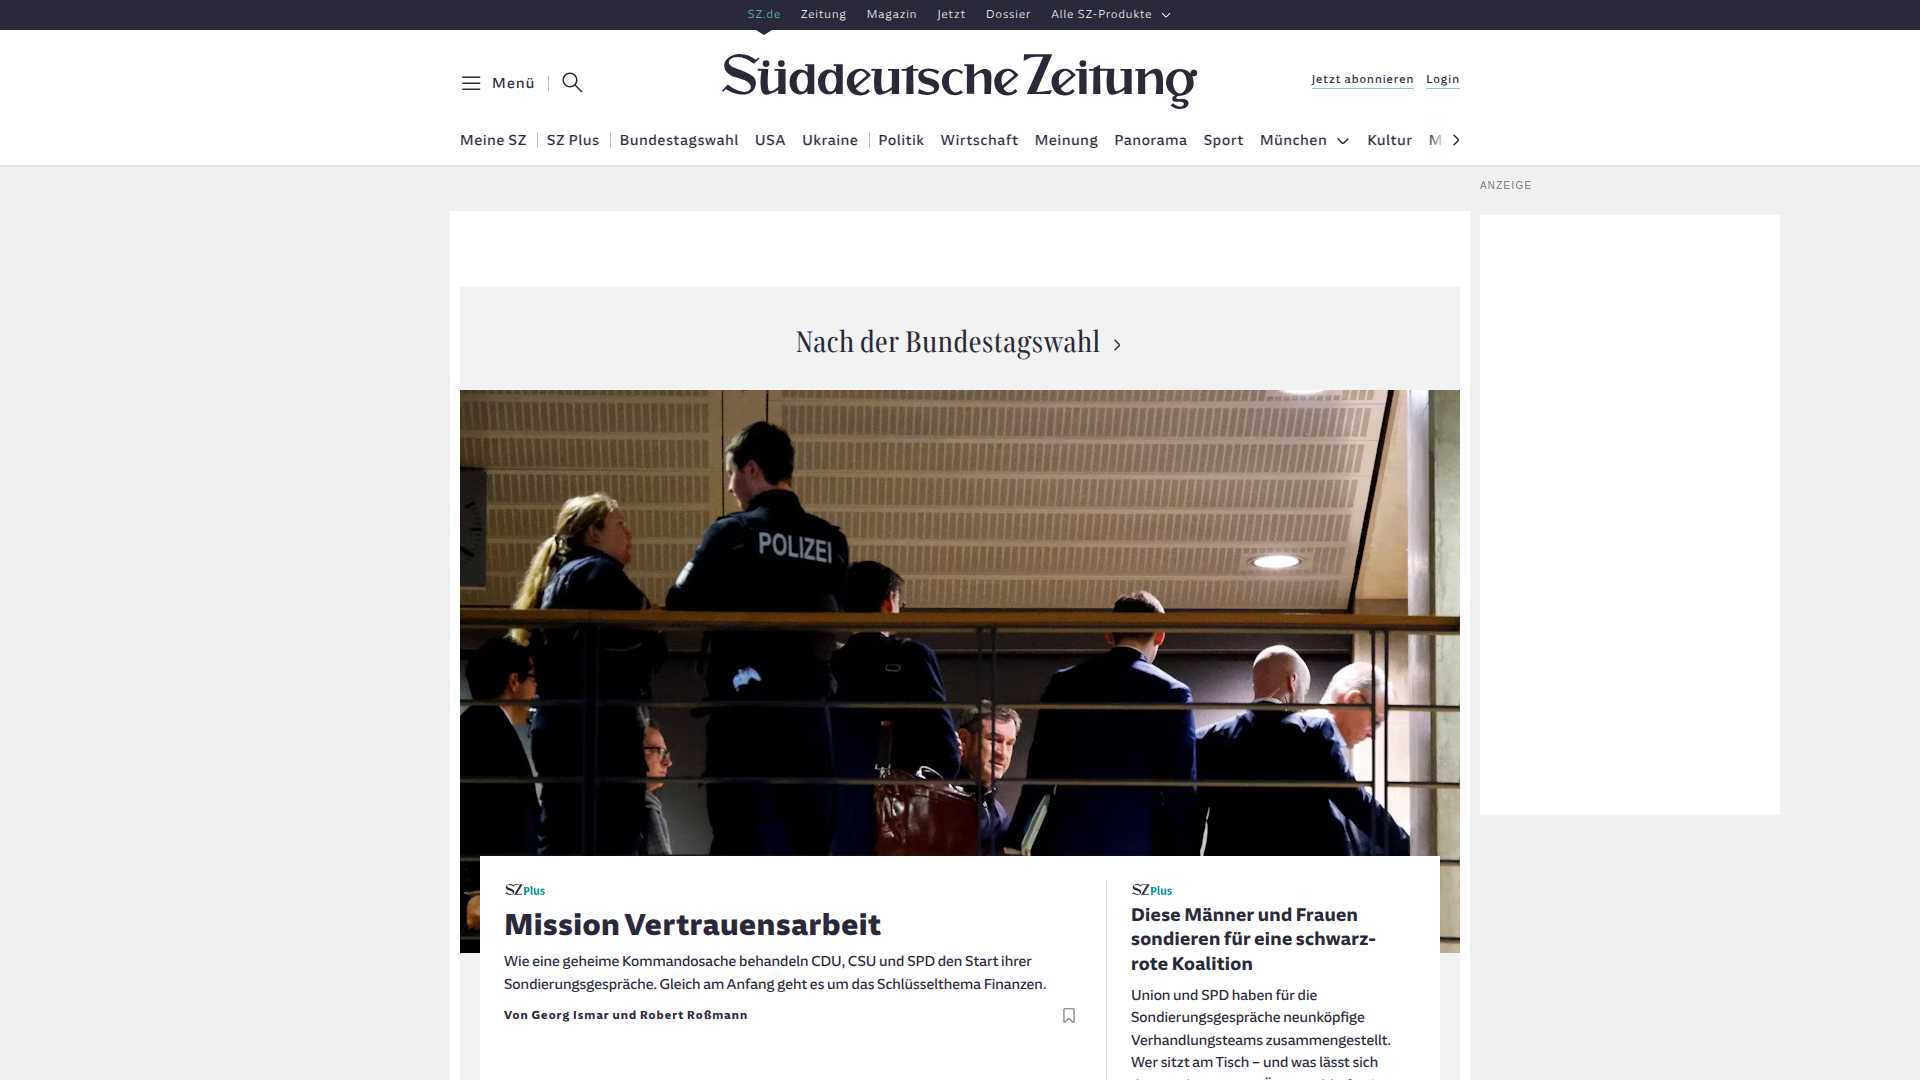 SZ.de Zeitung Magazin Jetzt Dossier Alle SZ-Produkte
Menü
Süddeutsche Zeitung
Jetzt abonnieren Login
Meine SZ SZ Plus Bundestagswahl USA Ukraine Politik Wirtschaft Meinung Panorama Sport München Kultur M
ANZEIGE
Nach der Bundestagswahl
POLIZEI
SZ Plus
Mission Vertrauensarbeit
Wie eine geheime Kommandosache behandeln CDU, CSU und SPD den Start ihrer
Sondierungsgespräche. Gleich am Anfang geht es um das Schlüsselthema Finanzen.
Von Georg Ismar und Robert Roßmann
SZ Plus
Diese Männer und Frauen
sondieren für eine schwarz-
rote Koalition
Union und SPD haben für die
Sondierungsgespräche neunköpfige
Verhandlungsteams zusammengestellt.
Wer sitzt am Tisch – und was lässt sich